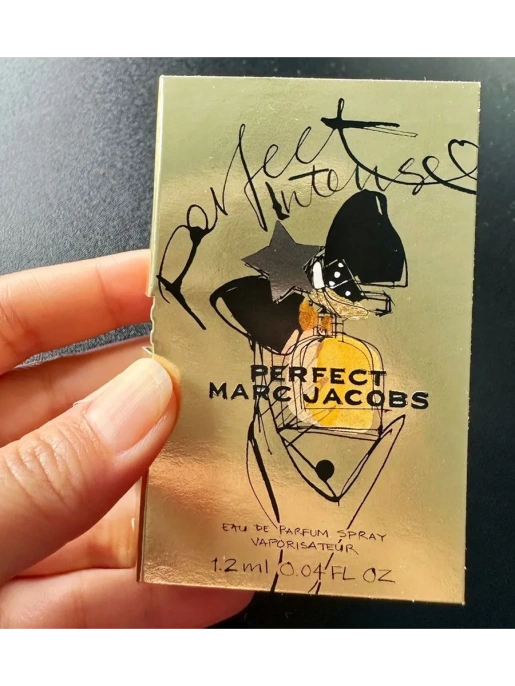 perfect
intense
PERFECT
MARC JACOBS
EAU DE PARFUM SPRAY
VAPORISATEUR
1.2 ml 0.04 FL OZ